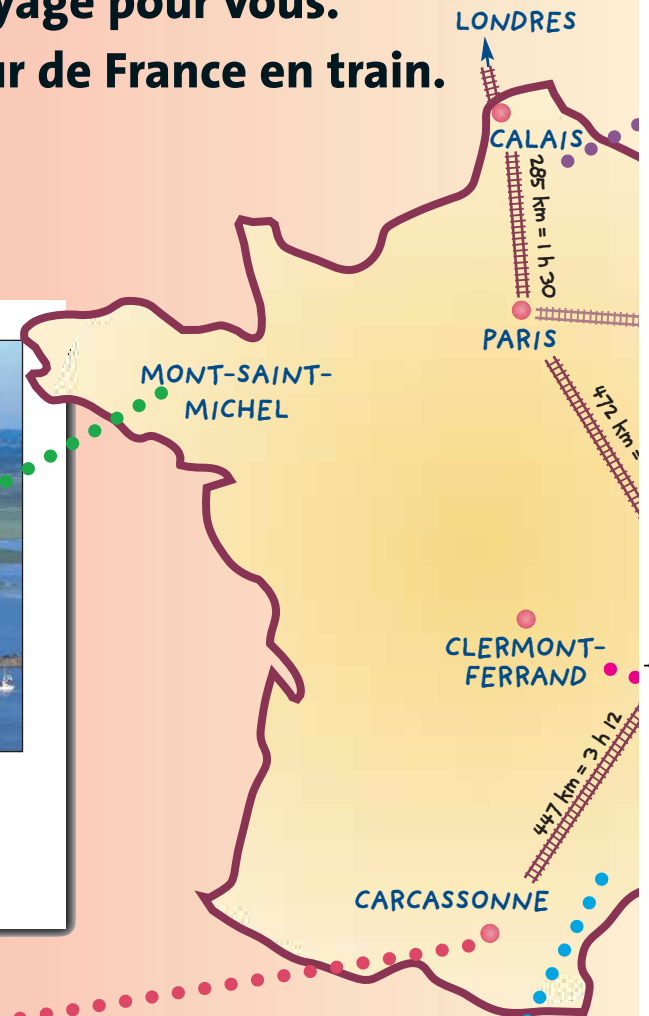 yage pour vous.
ur de France en train.
LONDRES
CALAIS
285 km = 1 h 30
PARIS
472 km =
MONT-SAINT-
MICHEL
CLERMONT-
FERRAND
447 km = 3 h 12
CARCASSONNE